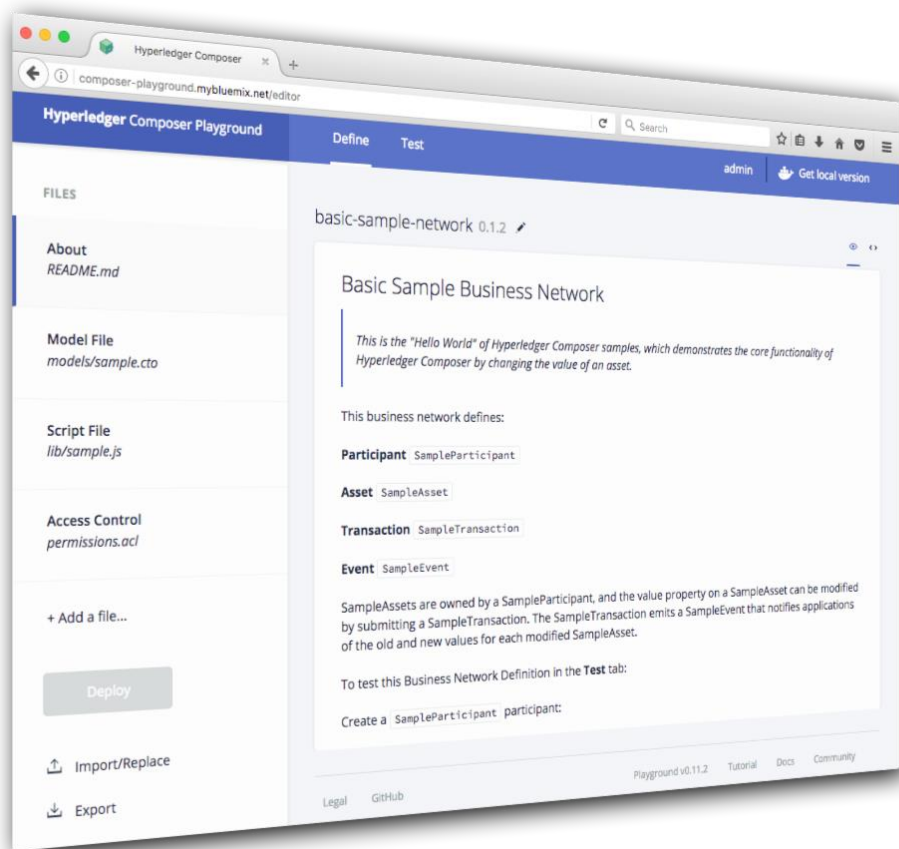 Hyperledger Composer
composer-playground.mybluemix.net/editor
Search
Hyperledger Composer Playground
Define
Test
admin
Get local version
FILES
About
README.md
Model File
models/sample.cto
Script File
lib/sample.js
Access Control
permissions.acl
+ Add a file...
Deploy
Import/Replace
Export
basic-sample-network 0.1.2
Basic Sample Business Network
This is the "Hello World" of Hyperledger Composer samples, which demonstrates the core functionality of
Hyperledger Composer by changing the value of an asset.
This business network defines:
Participant SampleParticipant
Asset SampleAsset
Transaction SampleTransaction
Event SampleEvent
SampleAssets are owned by a SampleParticipant, and the value property on a SampleAsset can be modified
by submitting a SampleTransaction. The SampleTransaction emits a SampleEvent that notifies applications
of the old and new values for each modified SampleAsset.
To test this Business Network Definition in the Test tab:
Create a SampleParticipant participant:
Legal
GitHub
Playground v0.11.2
Tutorial
Docs
Community